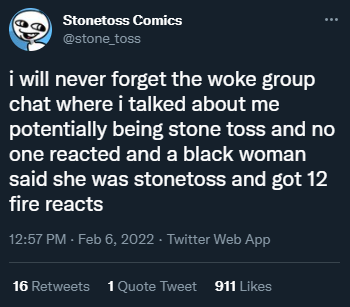 Stonetoss Comics
@stone_toss
i will never forget the woke group
chat where i talked about me
potentially being stone toss and no
one reacted and a black woman
said she was stonetoss and got 12
fire reacts
12:57 PM · Feb 6, 2022 · Twitter Web App
16 Retweets 1 Quote Tweet 911 Likes